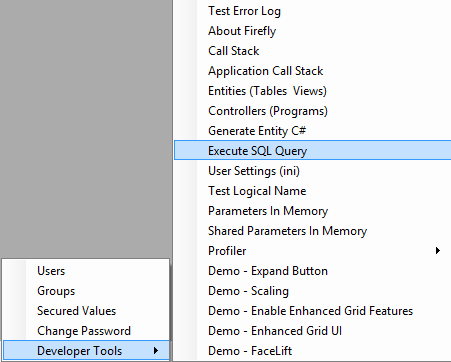 Test Error Log
About Firefly
Call Stack
Application Call Stack
Entities (Tables  Views)
Controllers (Programs)
Generate Entity C#
Execute SQL Query
User Settings (ini)
Test Logical Name
Parameters In Memory
Shared Parameters In Memory
Profiler
Demo - Expand Button
Demo - Scaling
Demo - Enable Enhanced Grid Features
Demo - Enhanced Grid UI
Demo - FaceLift
Users
Groups
Secured Values
Change Password
Developer Tools